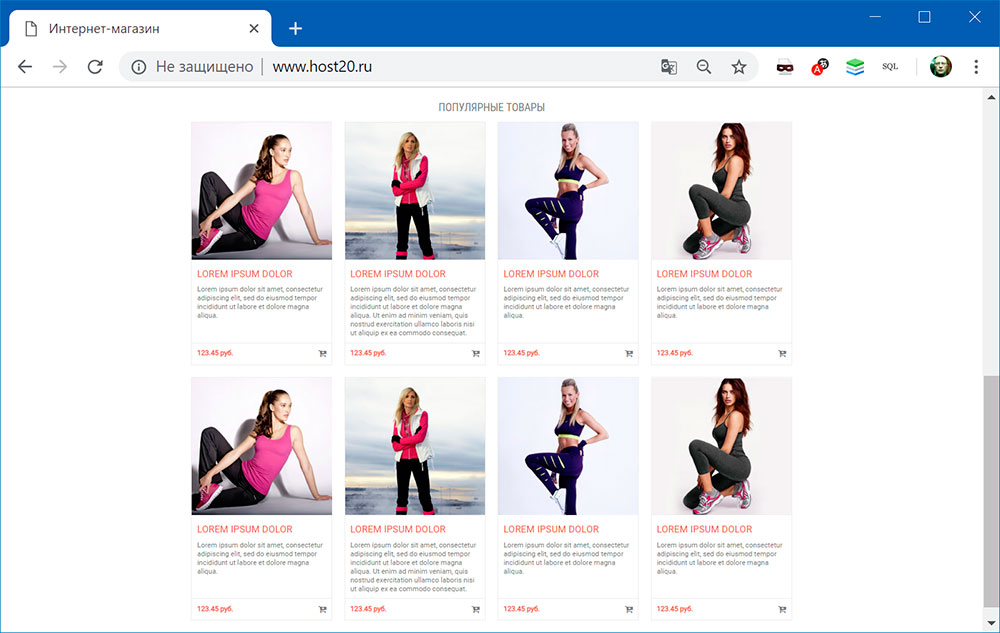 Интернет-магазин
Не защищено
www.host20.ru
SQL
ПОПУЛЯРНЫЕ ТОВАРЫ
LOREM IPSUM DOLOR
Lorem ipsum dolor sit amet, consectetur
adipiscing elit, sed do eiusmod tempor
incididunt ut labore et dolore magna
aliqua.
123.45 руб.
LOREM IPSUM DOLOR
Lorem ipsum dolor sit amet, consectetur
adipiscing elit, sed do eiusmod tempor
incididunt ut labore et dolore magna
aliqua. Ut enim ad minim veniam, quis
nostrud exercitation ullamco laboris nisi
ut aliquip ex ea commodo consequat.
123.45 руб.
LOREM IPSUM DOLOR
Lorem ipsum dolor sit amet, consectetur
adipiscing elit, sed do eiusmod tempor
incididunt ut labore et dolore magna
aliqua.
123.45 руб.
LOREM IPSUM DOLOR
Lorem ipsum dolor sit amet, consectetur
adipiscing elit, sed do eiusmod tempor
incididunt ut labore et dolore magna
aliqua.
123.45 руб.
LOREM IPSUM DOLOR
Lorem ipsum dolor sit amet, consectetur
adipiscing elit, sed do eiusmod tempor
incididunt ut labore et dolore magna
aliqua.
123.45 руб.
LOREM IPSUM DOLOR
Lorem ipsum dolor sit amet, consectetur
adipiscing elit, sed do eiusmod tempor
incididunt ut labore et dolore magna
aliqua. Ut enim ad minim veniam, quis
nostrud exercitation ullamco laboris nisi
ut aliquip ex ea commodo consequat.
123.45 руб.
LOREM IPSUM DOLOR
Lorem ipsum dolor sit amet, consectetur
adipiscing elit, sed do eiusmod tempor
incididunt ut labore et dolore magna
aliqua.
123.45 руб.
LOREM IPSUM DOLOR
Lorem ipsum dolor sit amet, consectetur
adipiscing elit, sed do eiusmod tempor
incididunt ut labore et dolore magna
aliqua.
123.45 руб.